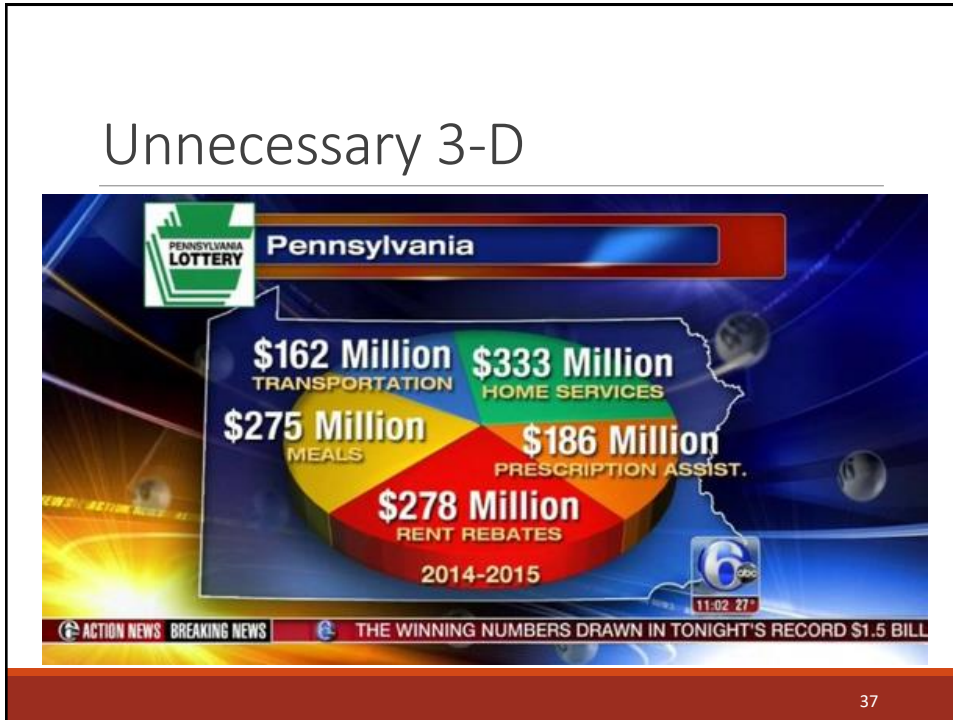 Unnecessary 3-D
PENNSYLVANIA
LOTTERY
Pennsylvania
$162 Million
TRANSPORTATION
$333 Million
HOME SERVICES
$275 Million
MEALS
$186 Million
PRESCRIPTION ASSIST.
$278 Million
RENT REBATES
2014-2015
6
abc
11:02 27°
6 ACTION NEWS BREAKING NEWS 6 THE WINNING NUMBERS DRAWN IN TONIGHT'S RECORD $1.5 BILL
37